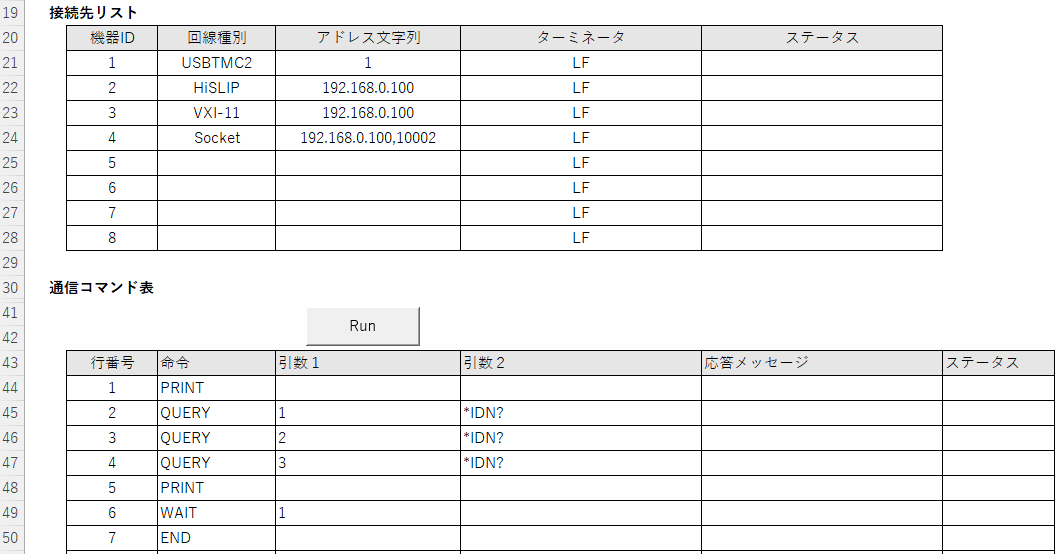 19 接続先リスト
20 機器ID 回線種別 アドレス文字列 ターミネータ ステータス
21 1 USBTMC2 1 LF
22 2 HiSLIP 192.168.0.100 LF
23 3 VXI-11 192.168.0.100 LF
24 4 Socket 192.168.0.100,10002 LF
25 5 LF
26 6 LF
27 7 LF
28 8 LF
29
30 通信コマンド表
41
Run
42
43 行番号 命令 引数1 引数2 応答メッセージ ステータス
44 1 PRINT
45 2 QUERY 1 *IDN?
46 3 QUERY 2 *IDN?
47 4 QUERY 3 *IDN?
48 5 PRINT
49 6 WAIT 1
50 7 END